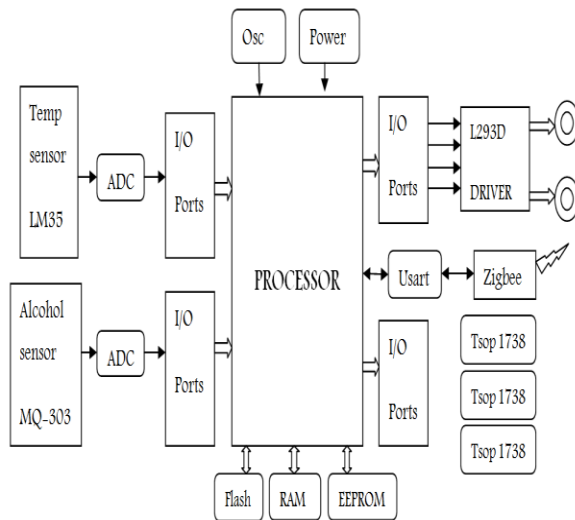 Osc
Power
Temp
sensor
LM35
ADC
I/O
Ports
PROCESSOR
I/O
Ports
L293D
DRIVER
Usart
Zigbee
Alcohol
sensor
MQ-303
ADC
I/O
Ports
I/O
Ports
Tsop 1738
Tsop 1738
Tsop 1738
Flash
RAM
EEPROM